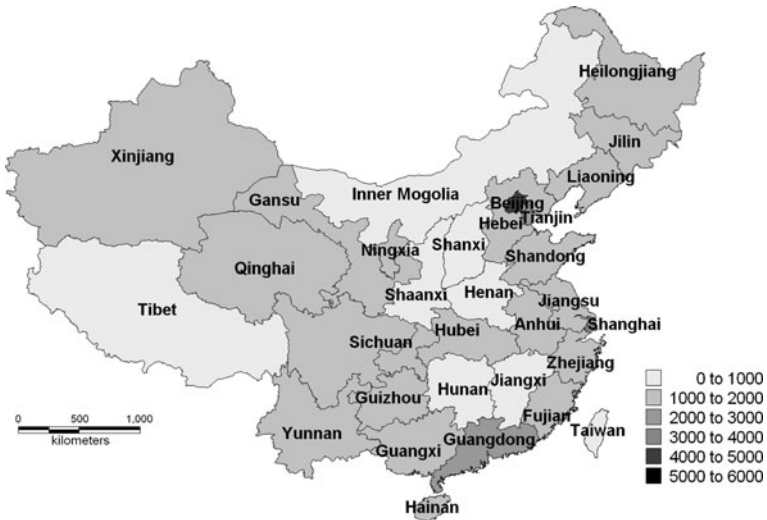 Heilongjiang
Jilin
Xinjiang
Liaoning
Gansu
Inner Mogolia
Beijing
Tianjin
Hebei
Ningxia
Shanxi
Shandong
Qinghai
Shaanxi
Henan
Tibet
Jiangsu
Anhui
Shanghai
Hubei
Sichuan
Zhejiang
Hunan
Jiangxi
Guizhou
Fujian
Yunnan
Guangxi
Guangdong
Taiwan
Hainan
0 500 1,000
kilometers
0 to 1000
1000 to 2000
2000 to 3000
3000 to 4000
4000 to 5000
5000 to 6000